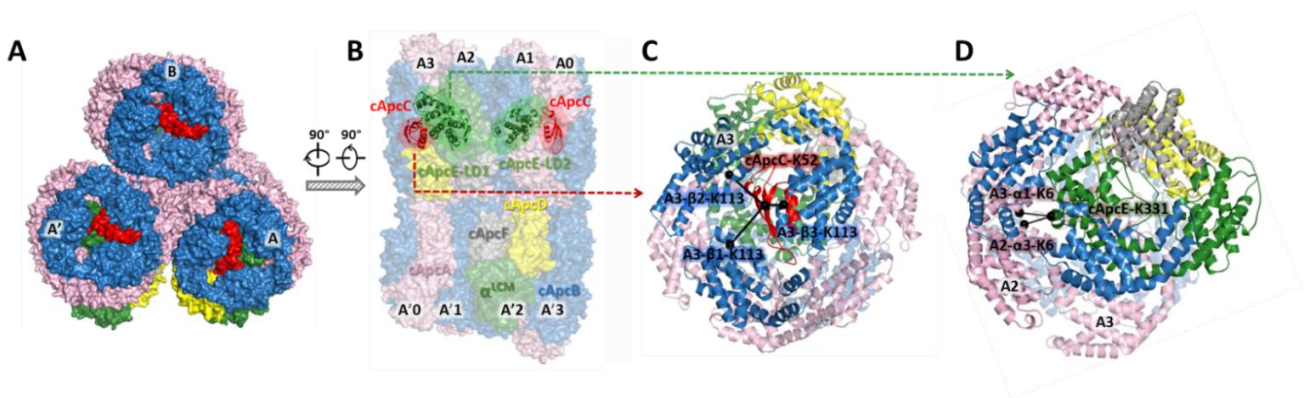 A
B
A'
A
90° 90°
B
A3 A2 A1 A0
cApcC cApcC
cApcE-LD1 cApcE-LD2
cApcD
cApcF
cApcA
αLCM cApcB
A'0 A'1 A'2 A'3
C
A3
cApcC-K52
A3-β2-K113
A3-β3-K113
A3-β1-K113
D
A3-α1-K6
cApcE-K331
A2-α3-K6
A2
A3